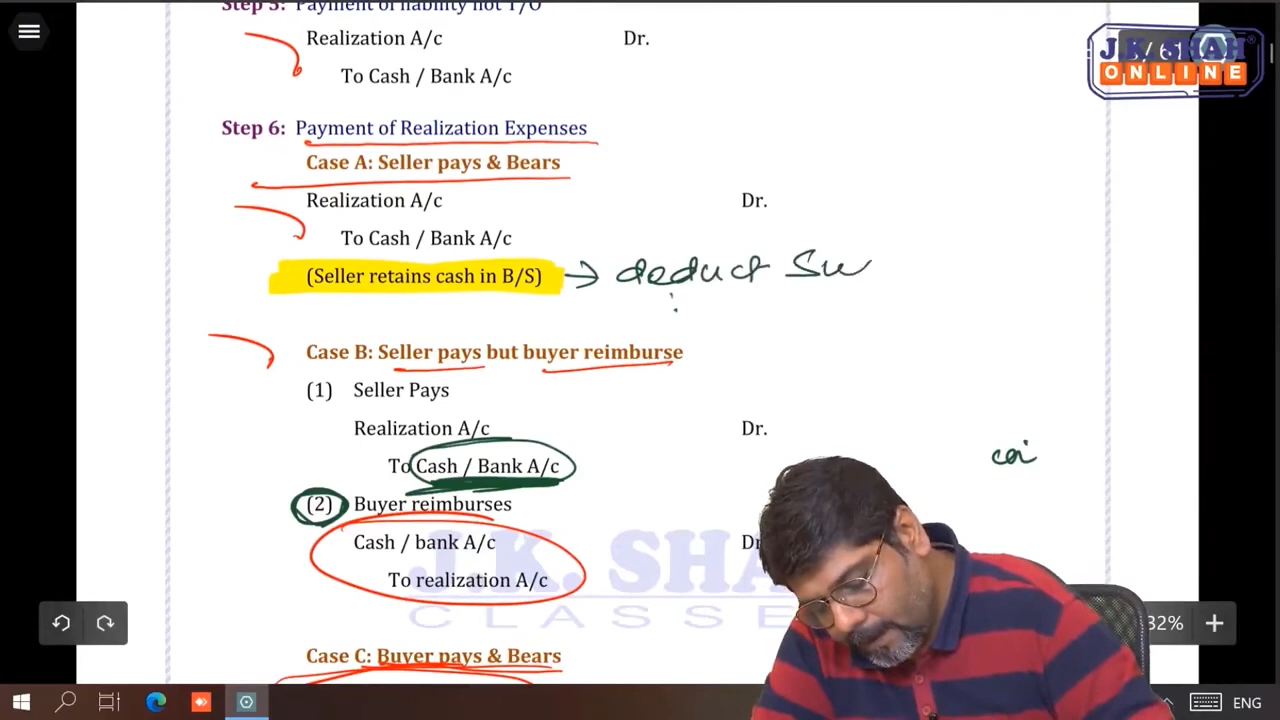 Step 5: Payment of liability not T/O
Realization A/c Dr.
To Cash / Bank A/c
J.K. SHAH®
ONLINE
Step 6: Payment of Realization Expenses
Case A: Seller pays & Bears
Realization A/c Dr.
To Cash / Bank A/c
(Seller retains cash in B/S) → deduct
Case B: Seller pays but buyer reimburse
(1) Seller Pays
Realization A/c Dr.
To Cash / Bank A/c
(2) Buyer reimburses
Cash / bank A/c
To realization A/c
J.K. SHA
CLASSE
Case C: Buyer pays & Bears
ENG